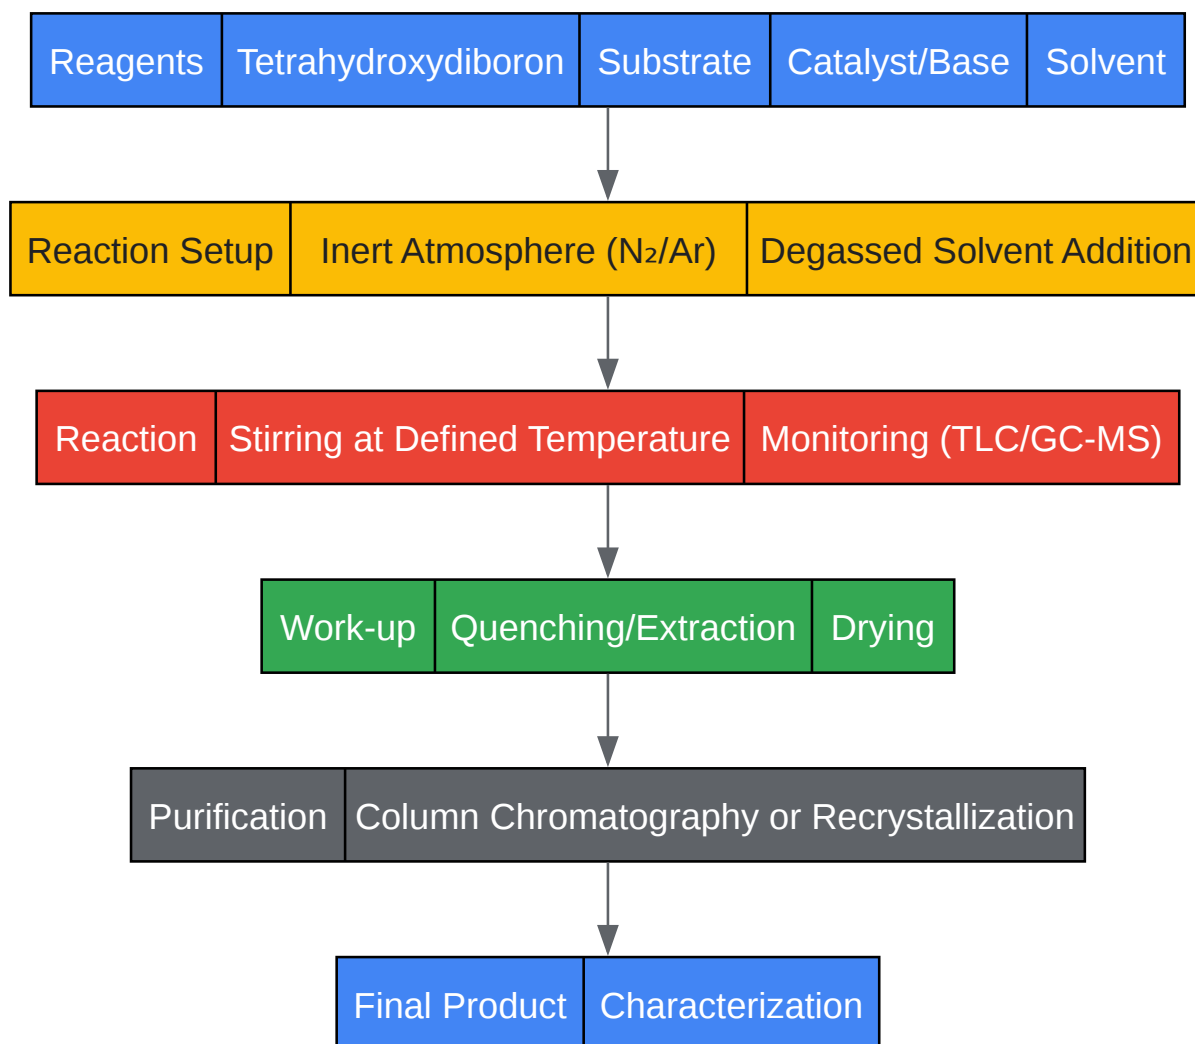 Reagents Tetrahydroxydiboron Substrate Catalyst/Base Solvent
Reaction Setup Inert Atmosphere (N₂/Ar) Degassed Solvent Addition
Reaction Stirring at Defined Temperature Monitoring (TLC/GC-MS)
Work-up Quenching/Extraction Drying
Purification Column Chromatography or Recrystallization
Final Product Characterization